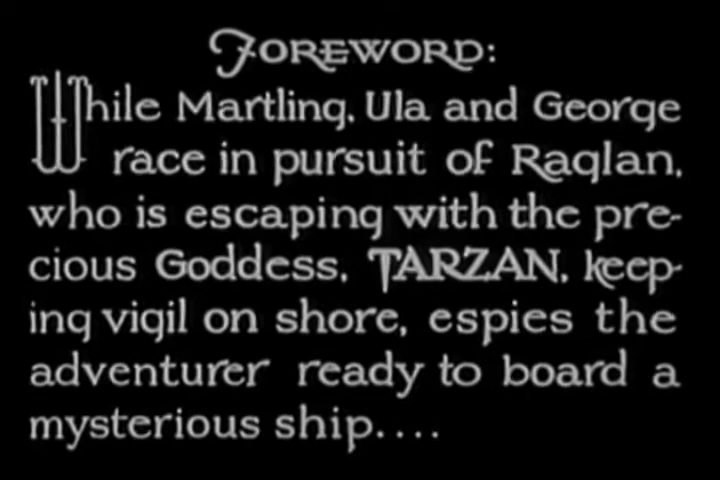 FOREWORD:
While Martling, Ula and George
race in pursuit of Raglan,
who is escaping with the pre-
cious Goddess, TARZAN, keep-
ing vigil on shore, espies the
adventurer ready to board a
mysterious ship....